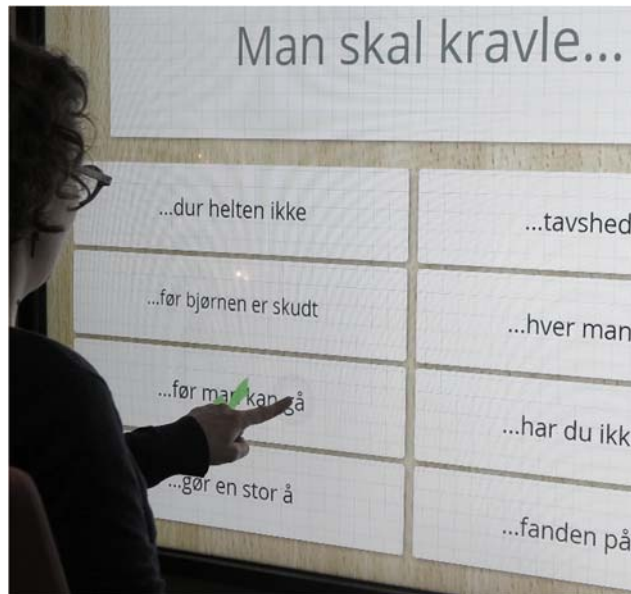 Man skal kravle...
...dur helten ikke
...før bjørnen er skudt
...før man kan gå
...gør en stor å
...tavshed
...hver man
...har du ikk
...fanden på